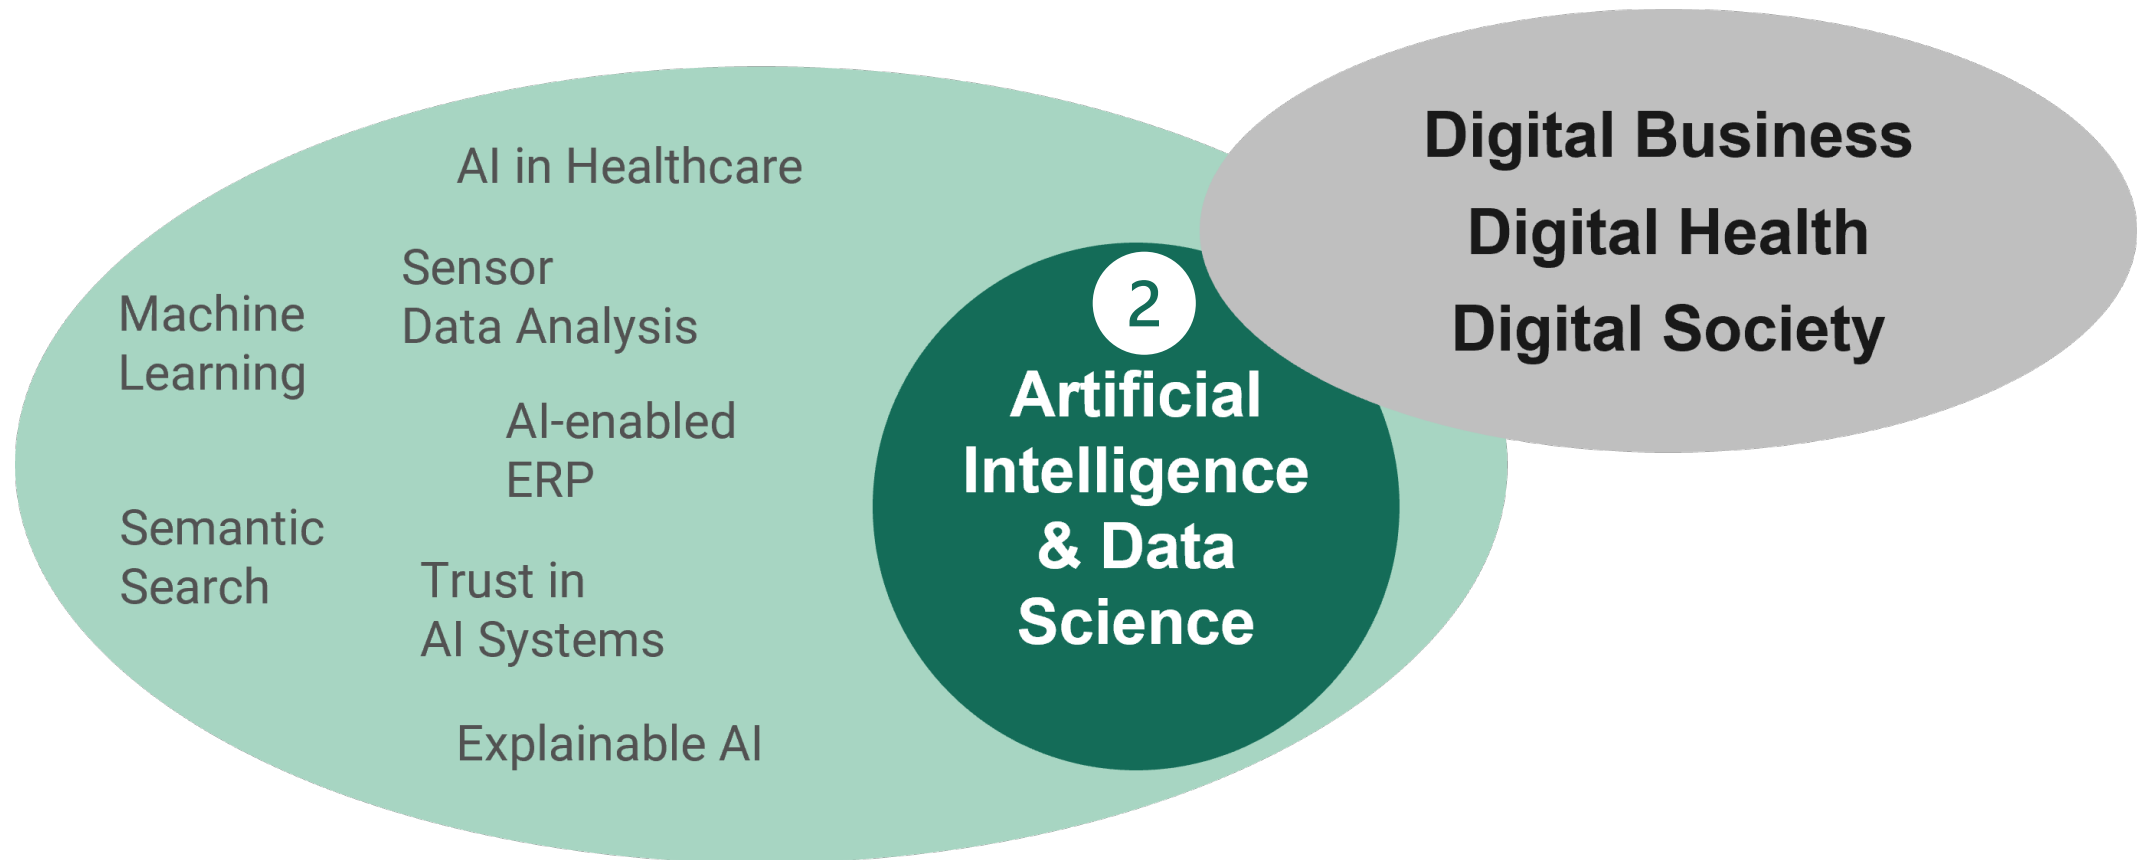 AI in Healthcare
Sensor
Data Analysis
Machine
Learning
AI-enabled
ERP
Semantic
Search
Trust in
AI Systems
Explainable AI
2
Artificial
Intelligence
& Data
Science
Digital Business
Digital Health
Digital Society